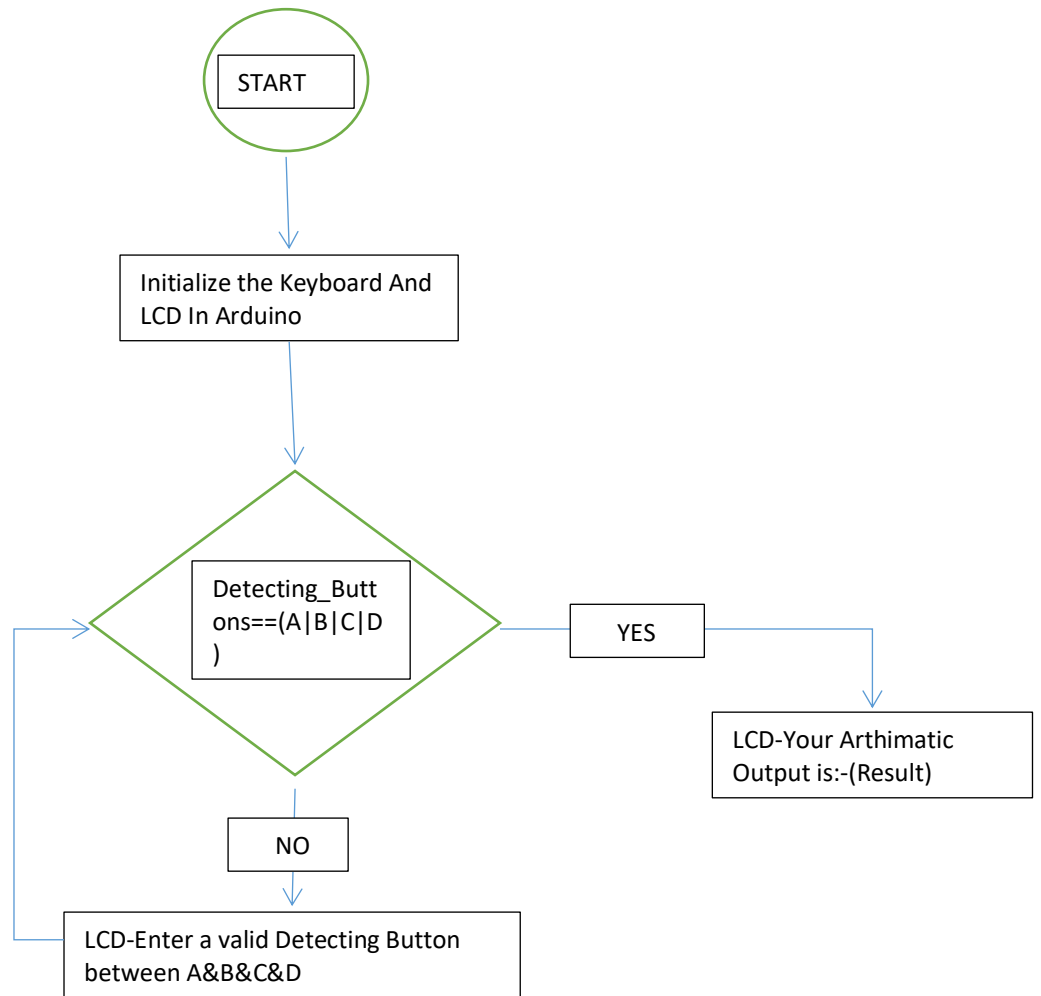 START
Initialize the Keyboard And
LCD In Arduino
Detecting_Butt
ons==(A|B|C|D
)
YES
LCD-Your Arthimatic
Output is:-(Result)
NO
LCD-Enter a valid Detecting Button
between A&B&C&D